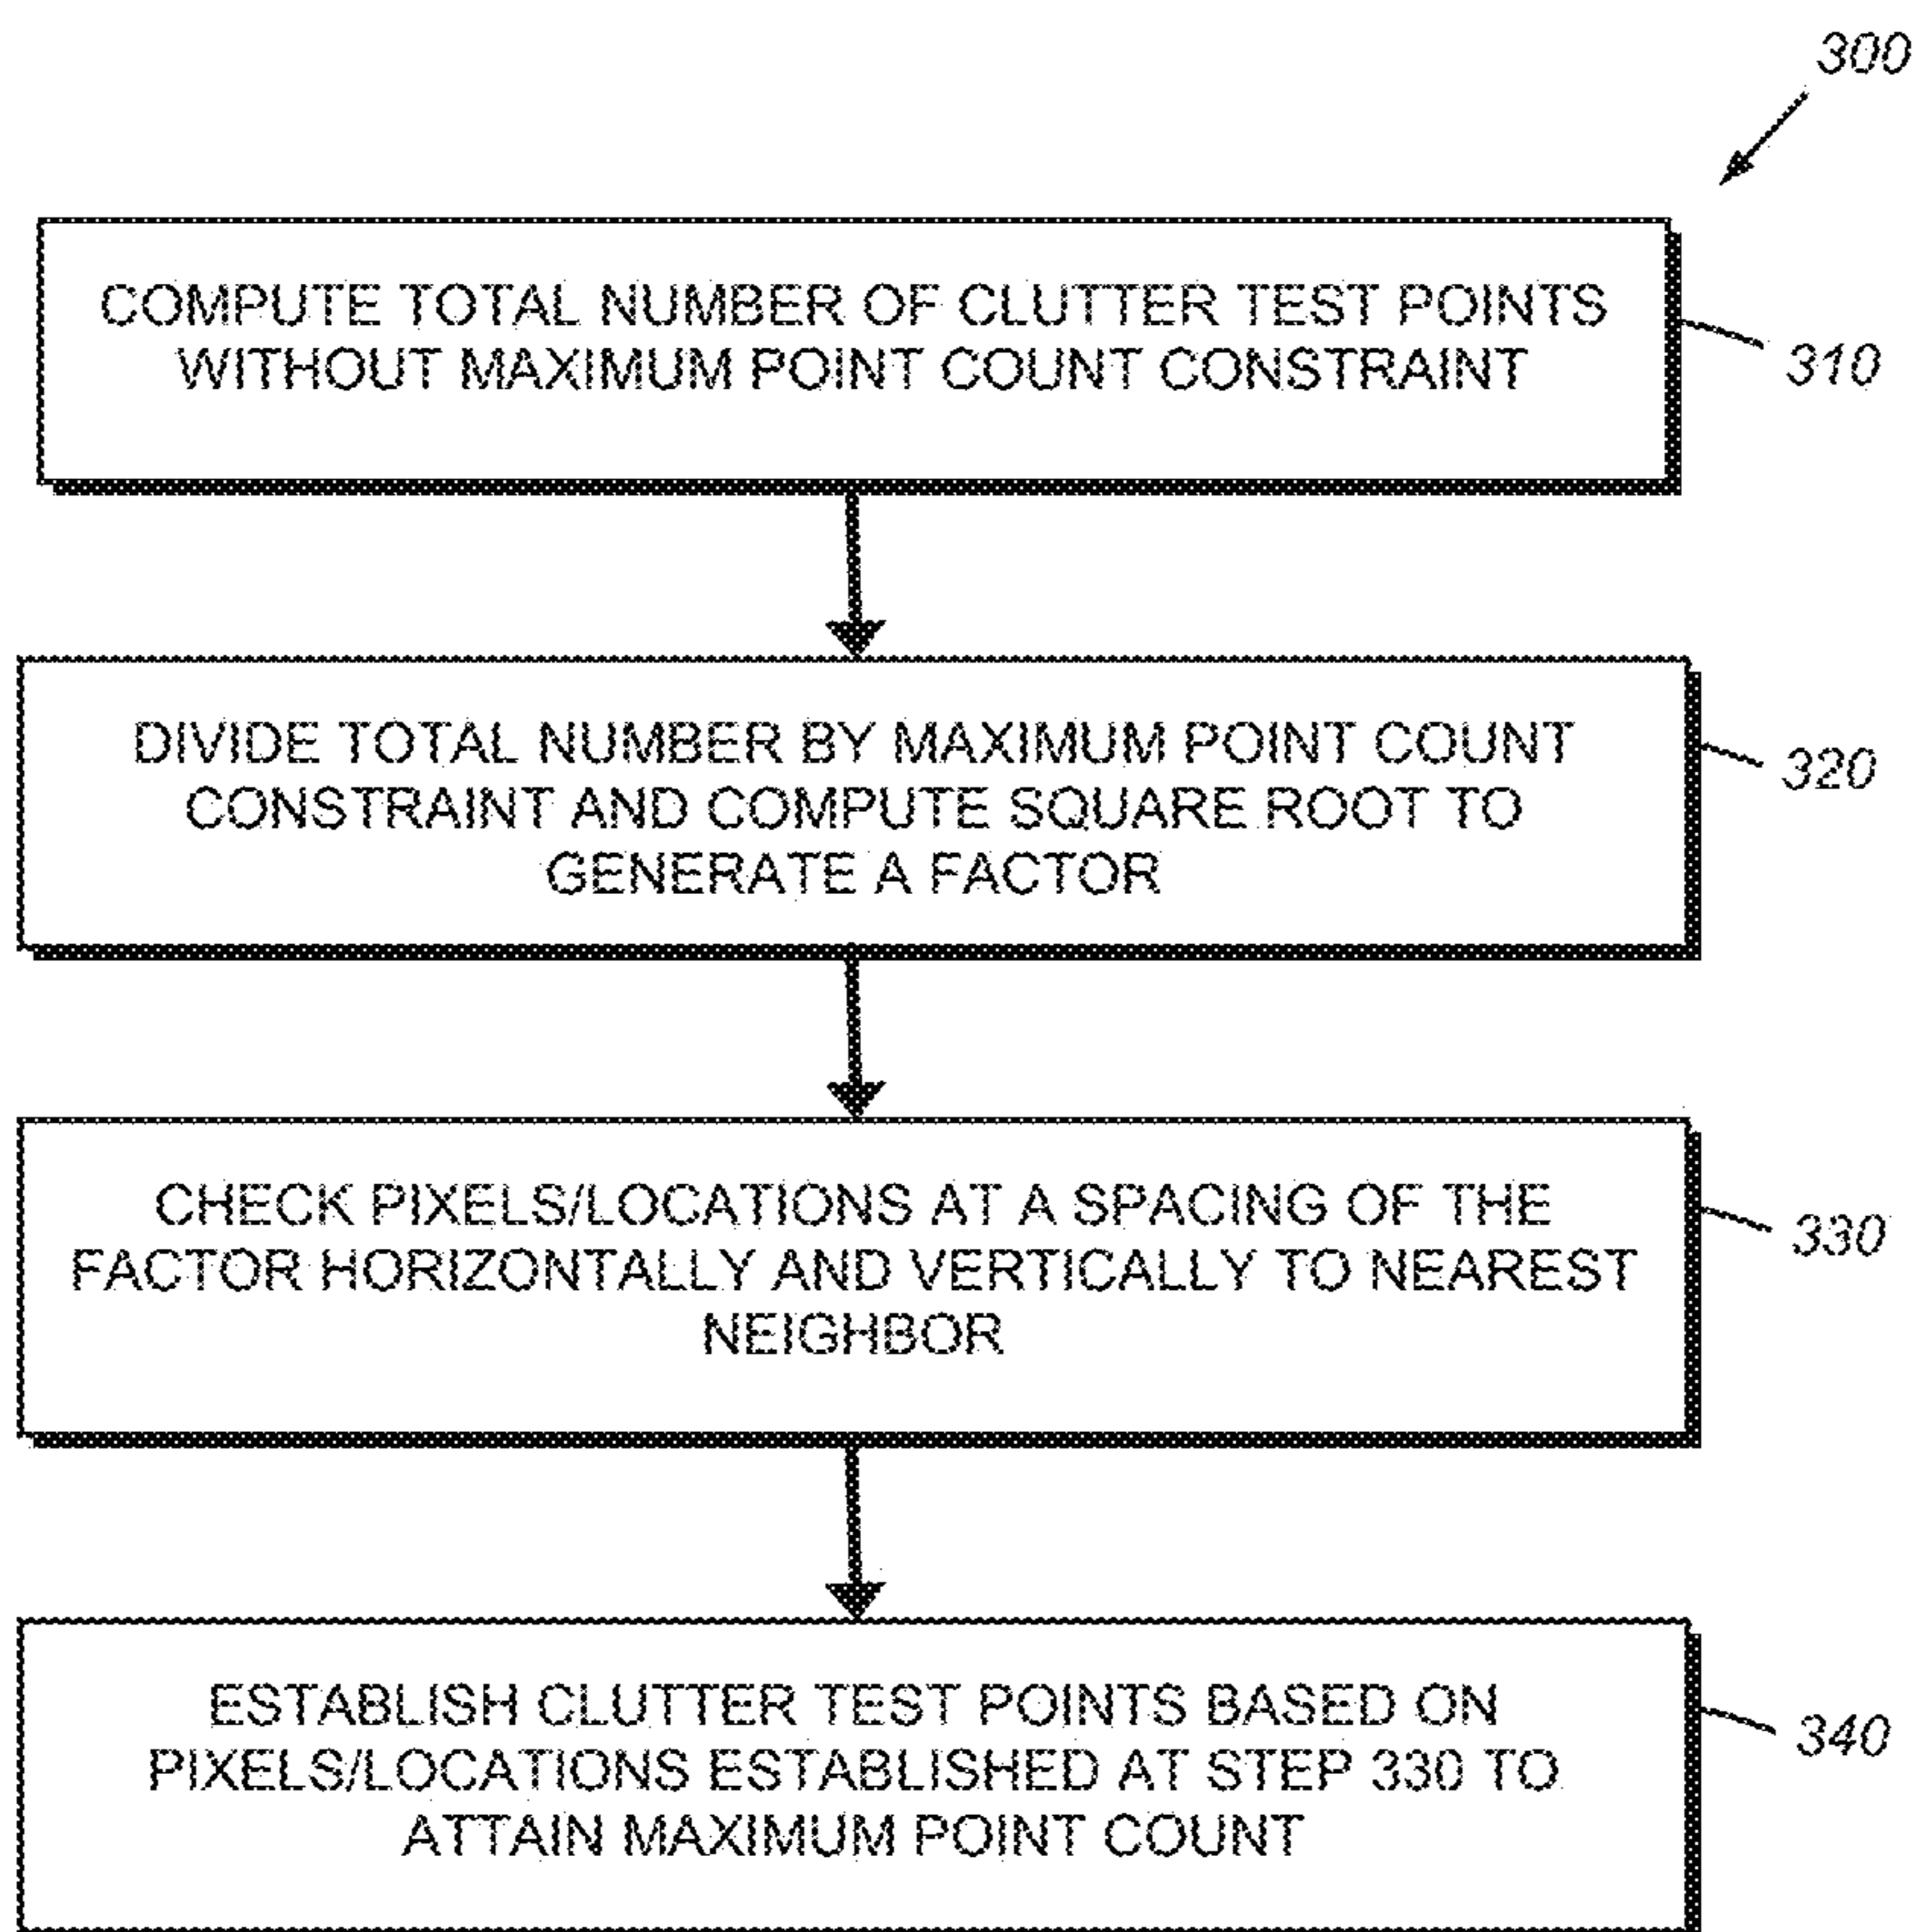 300
COMPUTE TOTAL NUMBER OF CLUTTER TEST POINTS
WITHOUT MAXIMUM POINT COUNT CONSTRAINT
310
DIVIDE TOTAL NUMBER BY MAXIMUM POINT COUNT
CONSTRAINT AND COMPUTE SQUARE ROOT TO
GENERATE A FACTOR
320
CHECK PIXELS/LOCATIONS AT A SPACING OF THE
FACTOR HORIZONTALLY AND VERTICALLY TO NEAREST
NEIGHBOR
330
ESTABLISH CLUTTER TEST POINTS BASED ON
PIXELS/LOCATIONS ESTABLISHED AT STEP 330 TO
ATTAIN MAXIMUM POINT COUNT
340